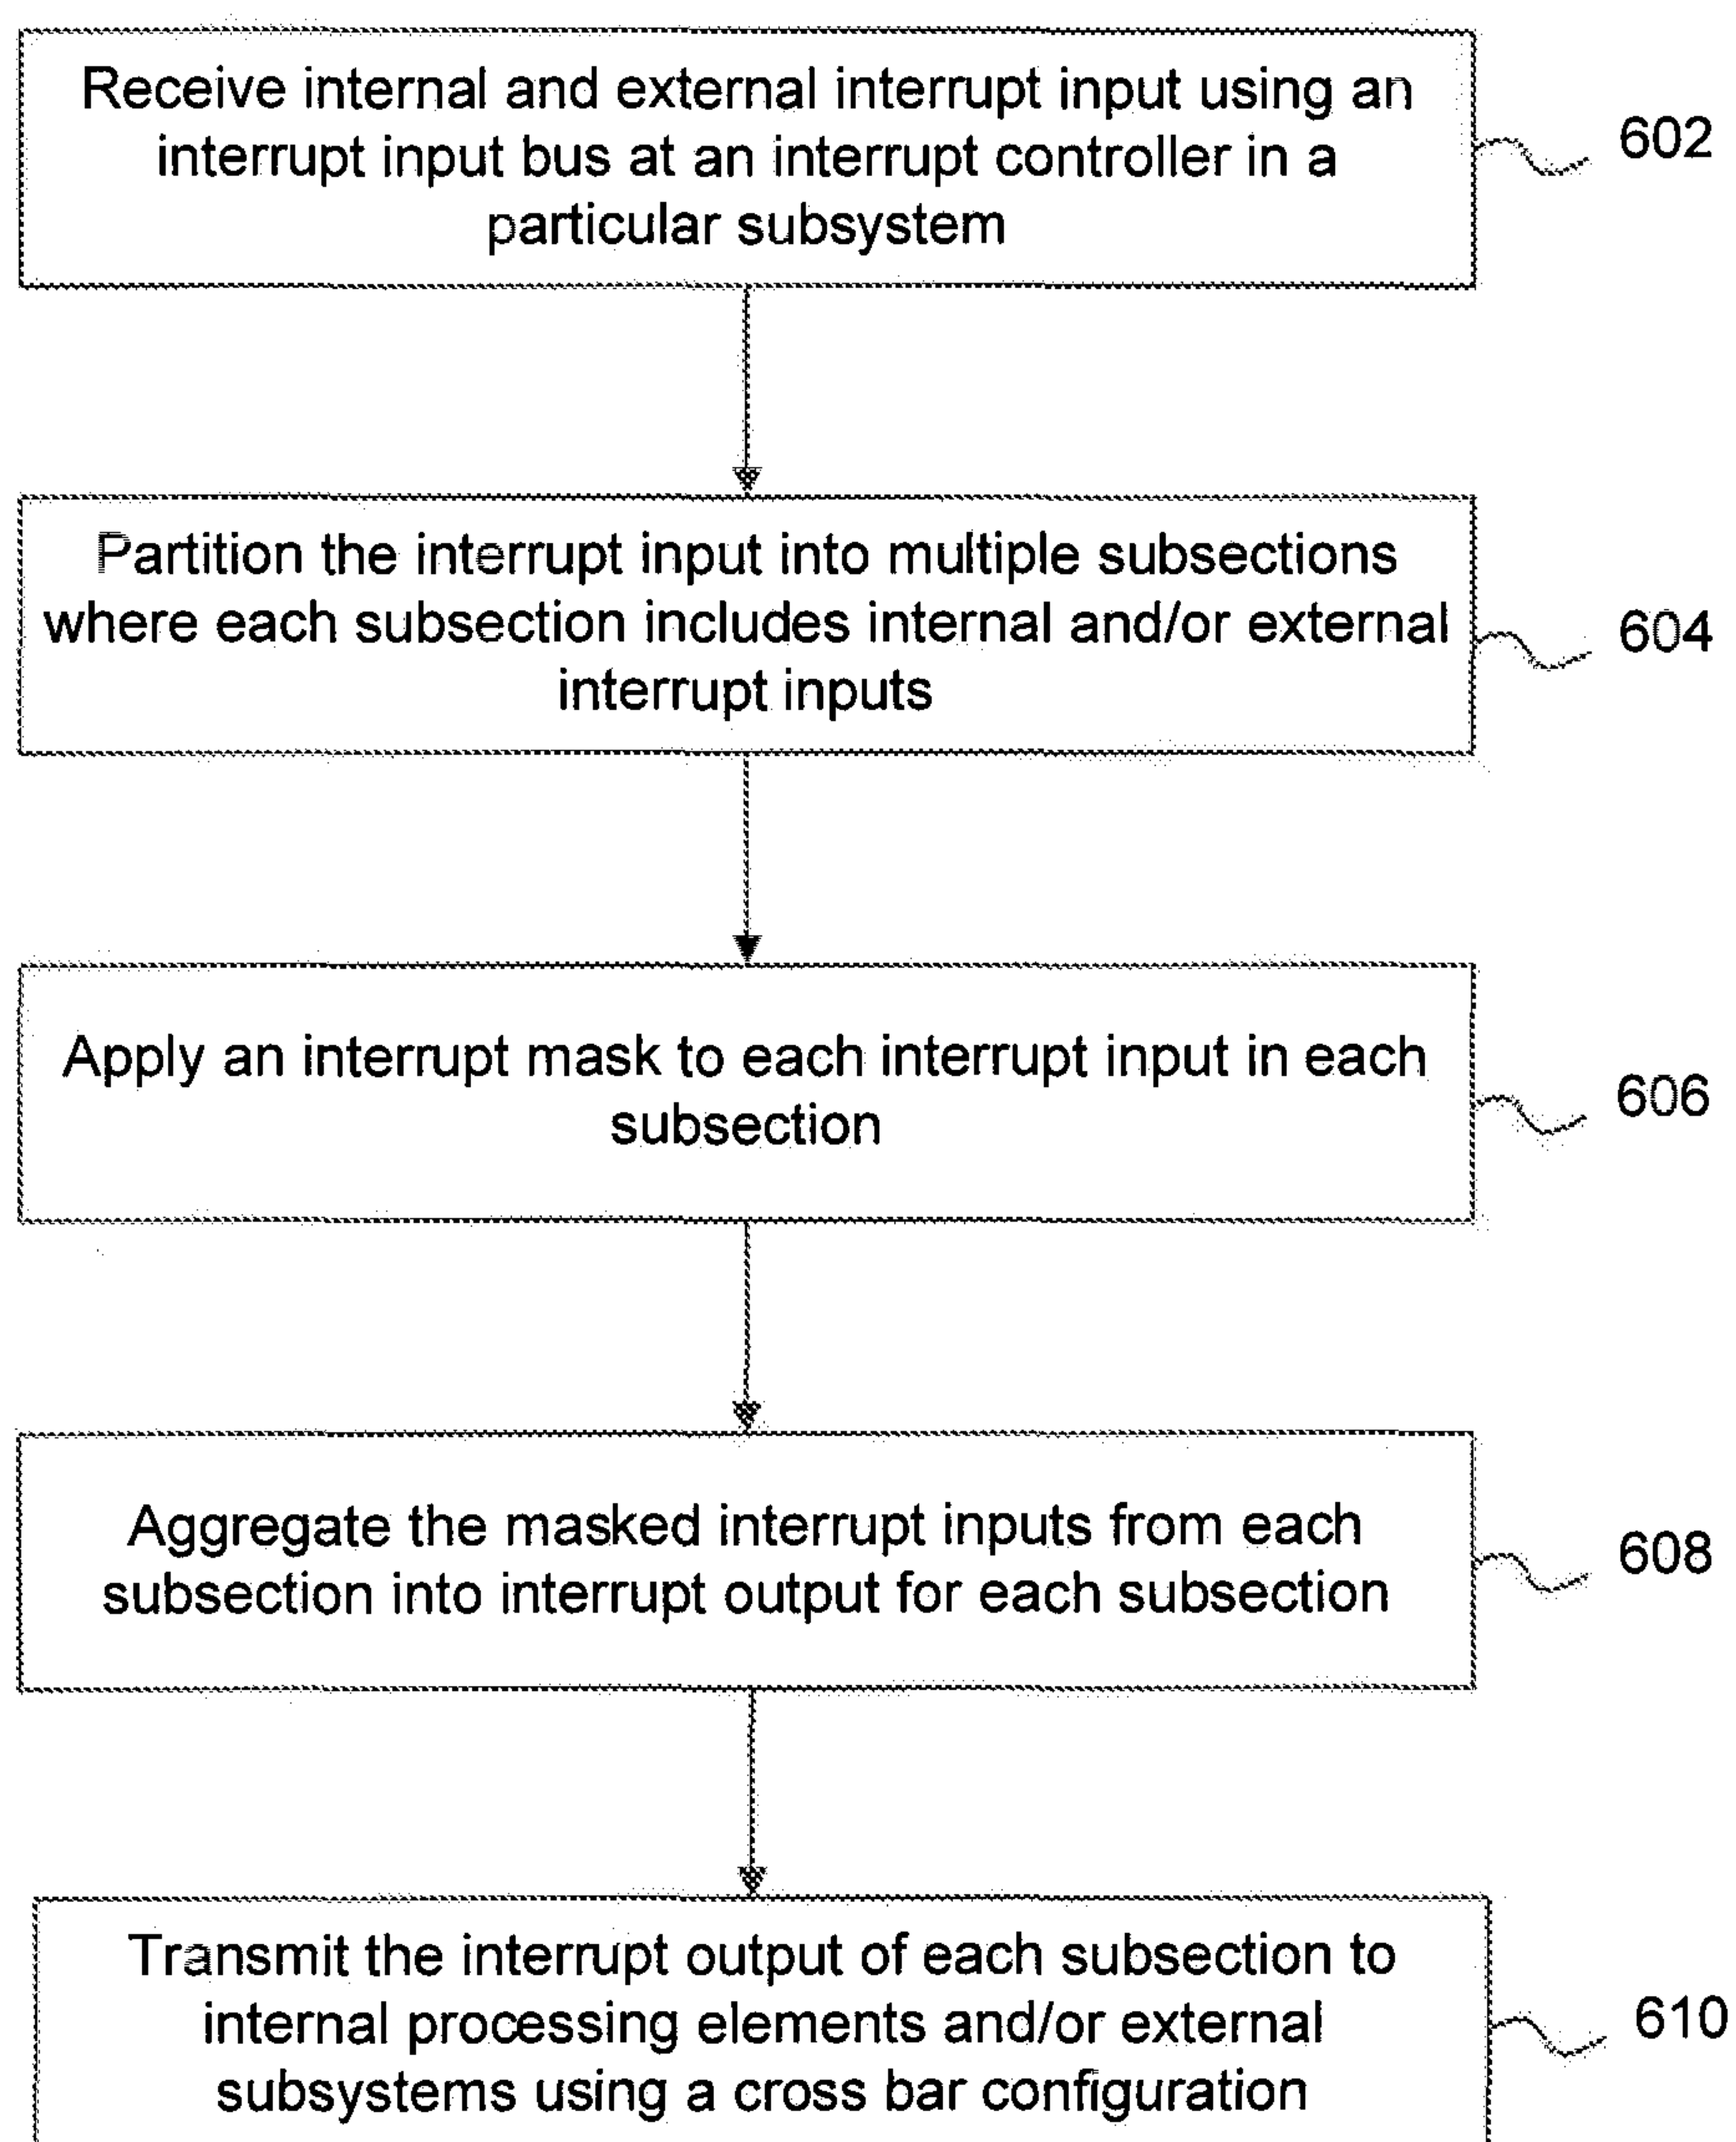 Receive internal and external interrupt input using an
interrupt input bus at an interrupt controller in a
particular subsystem
602
Partition the interrupt input into multiple subsections
where each subsection includes internal and/or external
interrupt inputs
604
Apply an interrupt mask to each interrupt input in each
subsection
606
Aggregate the masked interrupt inputs from each
subsection into interrupt output for each subsection
608
Transmit the interrupt output of each subsection to
internal processing elements and/or external
subsystems using a cross bar configuration
610